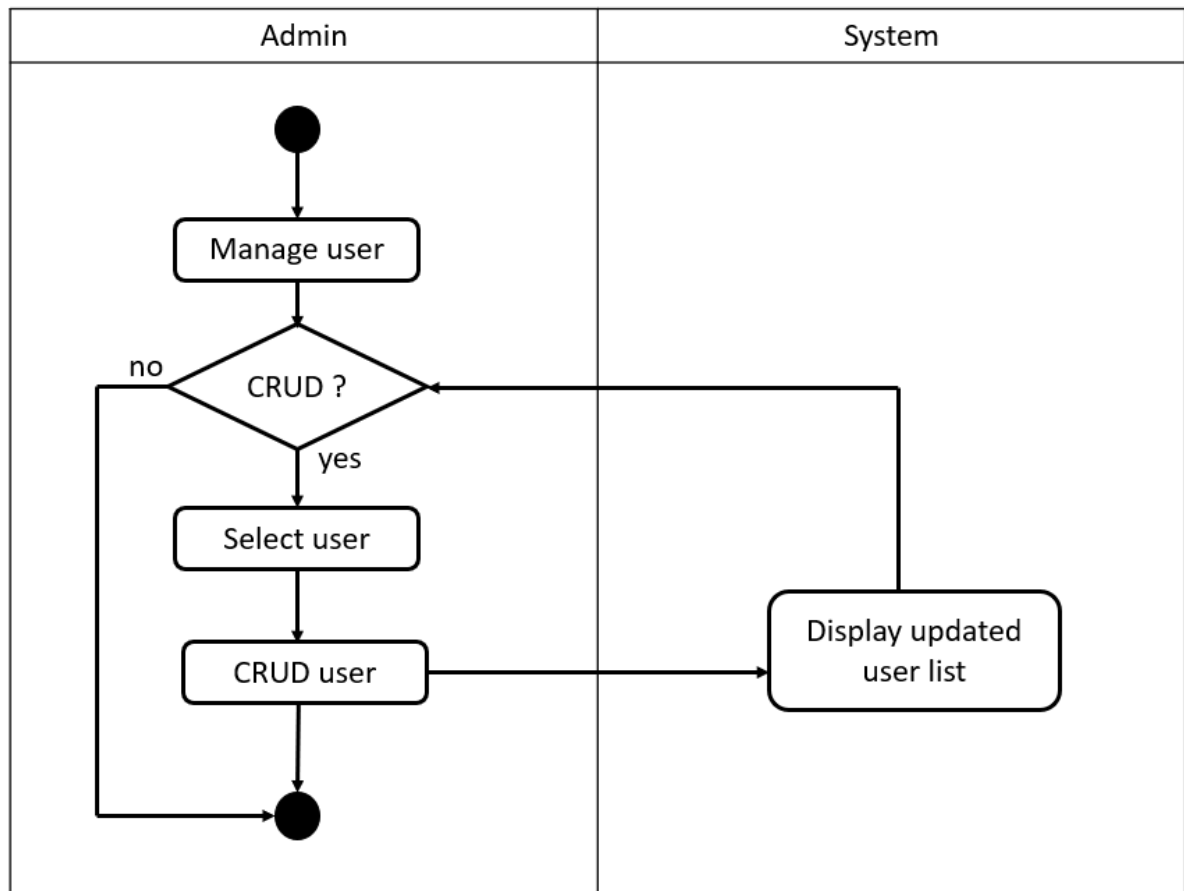 Admin
System
Manage user
no
CRUD ?
yes
Select user
CRUD user
Display updated
user list